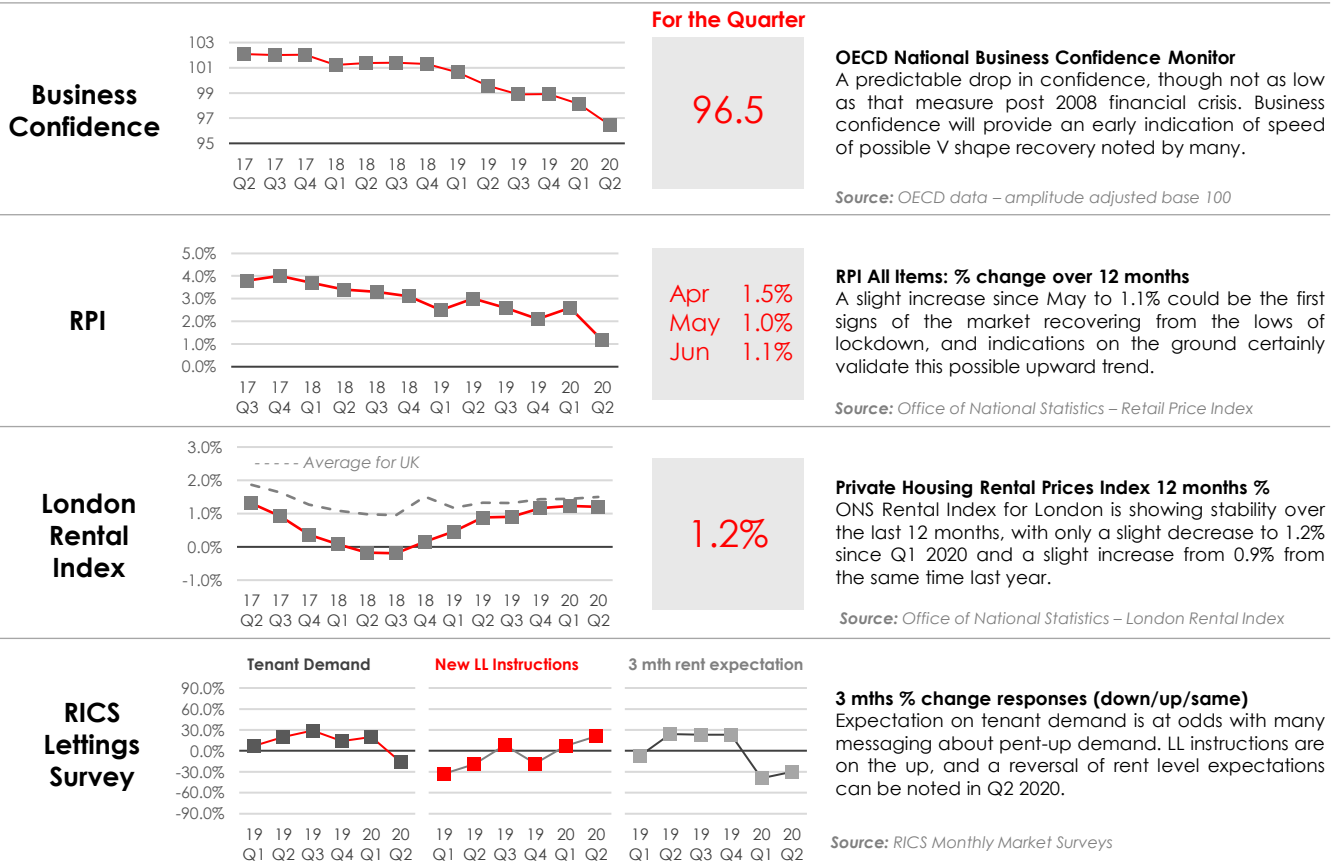 For the Quarter
Business
Confidence
103
101
99
97
95
17 17 17 18 18 18 18 19 19 19 19 20 20
Q2 Q3 Q4 Q1 Q2 Q3 Q4 Q1 Q2 Q3 Q4 Q1 Q2
96.5
OECD National Business Confidence Monitor
A predictable drop in confidence, though not as low
as that measure post 2008 financial crisis. Business
confidence will provide an early indication of speed
of possible V shape recovery noted by many.
Source: OECD data – amplitude adjusted base 100
RPI
5.0%
4.0%
3.0%
2.0%
1.0%
0.0%
17 17 18 18 18 18 19 19 19 19 20 20
Q3 Q4 Q1 Q2 Q3 Q4 Q1 Q2 Q3 Q4 Q1 Q2
Apr 1.5%
May 1.0%
Jun 1.1%
RPI All Items: % change over 12 months
A slight increase since May to 1.1% could be the first
signs of the market recovering from the lows of
lockdown, and indications on the ground certainly
validate this possible upward trend.
Source: Office of National Statistics – Retail Price Index
London
Rental
Index
3.0%
2.0%
1.0%
0.0%
-1.0%
----- Average for UK
17 17 17 18 18 18 18 19 19 19 19 20 20
Q2 Q3 Q4 Q1 Q2 Q3 Q4 Q1 Q2 Q3 Q4 Q1 Q2
1.2%
Private Housing Rental Prices Index 12 months %
ONS Rental Index for London is showing stability over
the last 12 months, with only a slight decrease to 1.2%
since Q1 2020 and a slight increase from 0.9% from
the same time last year.
Source: Office of National Statistics – London Rental Index
RICS
Lettings
Survey
Tenant Demand
New LL Instructions
3 mth rent expectation
90.0%
60.0%
30.0%
0.0%
-30.0%
-60.0%
-90.0%
19 19 19 19 20 20
Q1 Q2 Q3 Q4 Q1 Q2
19 19 19 19 20 20
Q1 Q2 Q3 Q4 Q1 Q2
19 19 19 19 20 20
Q1 Q2 Q3 Q4 Q1 Q2
3 mths % change responses (down/up/same)
Expectation on tenant demand is at odds with many
messaging about pent-up demand. LL instructions are
on the up, and a reversal of rent level expectations
can be noted in Q2 2020.
Source: RICS Monthly Market Surveys